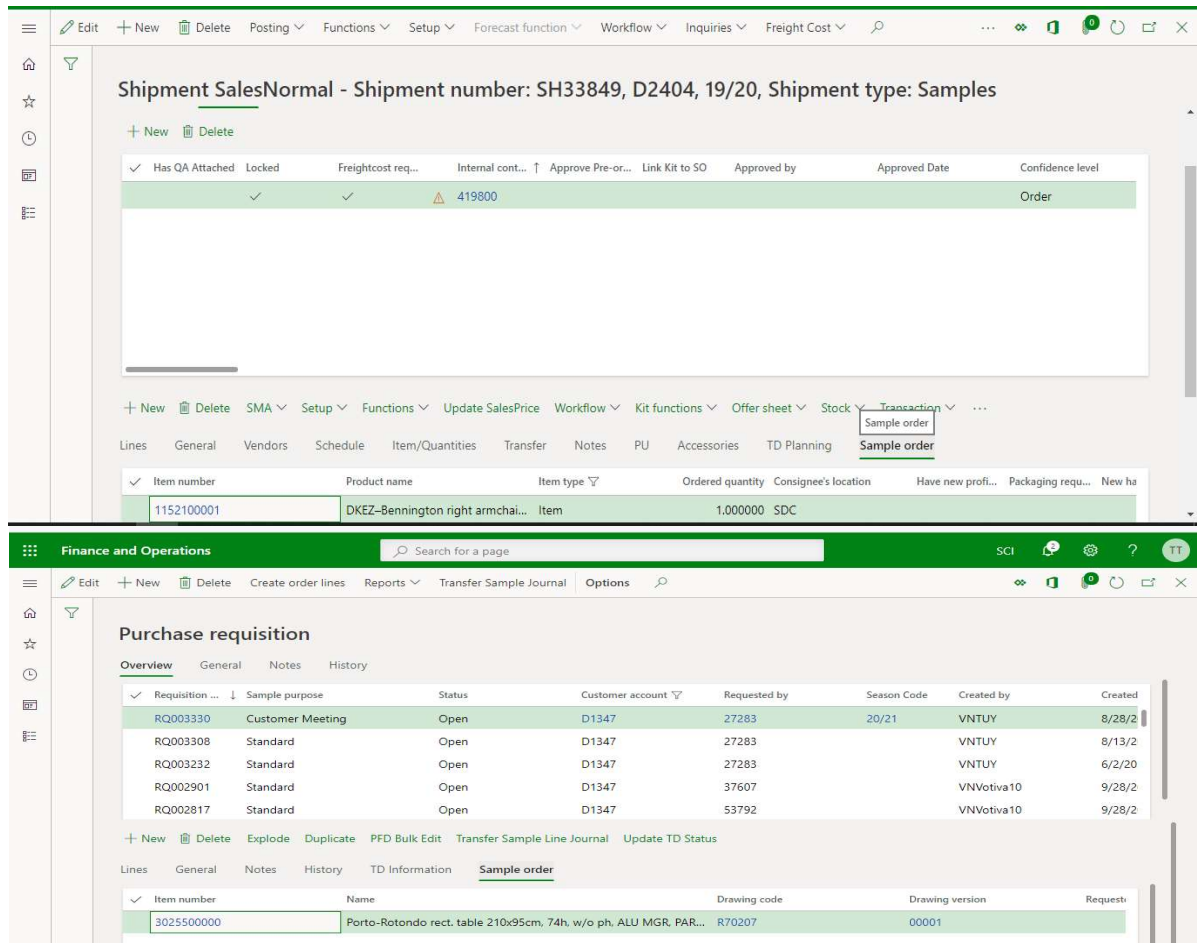 Edit New Delete Posting Functions Setup Forecast function Workflow Inquiries Freight Cost ... 0
Shipment SalesNormal - Shipment number: SH33849, D2404, 19/20, Shipment type: Samples
New Delete
Has QA Attached Locked Freightcost req... Internal cont... ↑ Approve Pre-or... Link Kit to SO Approved by Approved Date Confidence level
419800 Order
New Delete SMA Setup Functions Update SalesPrice Workflow Kit functions Offer sheet Stock Transaction ...
Sample order
Lines General Vendors Schedule Item/Quantities Transfer Notes PU Accessories TD Planning Sample order
Item number Product name Item type Ordered quantity Consignee's location Have new profi... Packaging requ... New ha
1152100001 DKEZ–Bennington right armchai... Item 1.000000 SDC
Finance and Operations Search for a page SCI 2 ? TT
Edit New Delete Create order lines Reports Transfer Sample Journal Options 0
Purchase requisition
Overview General Notes History
Requisition ... ↓ Sample purpose Status Customer account Requested by Season Code Created by Created
RQ003330 Customer Meeting Open D1347 27283 20/21 VNTUY 8/28/2
RQ003308 Standard Open D1347 27283 VNTUY 8/13/2
RQ003232 Standard Open D1347 27283 VNTUY 6/2/20
RQ002901 Standard Open D1347 37607 VNVotiva10 9/28/2
RQ002817 Standard Open D1347 53792 VNVotiva10 9/28/2
New Delete Explode Duplicate PFD Bulk Edit Transfer Sample Line Journal Update TD Status
Lines General Notes History TD Information Sample order
Item number Name Drawing code Drawing version Requeste
3025500000 Porto-Rotondo rect. table 210x95cm, 74h, w/o ph, ALU MGR, PAR... R70207 00001